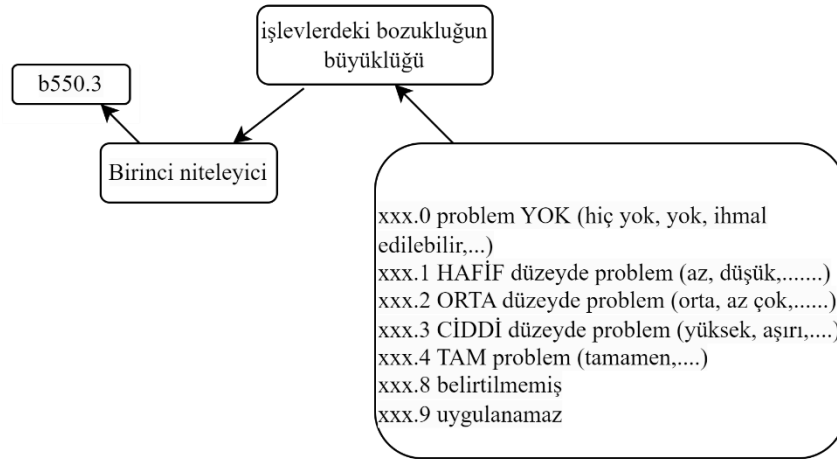 işlevlerdeki bozukluğun
büyüklüğü
b550.3
Birinci niteleyici
xxx.0 problem YOK (hiç yok, yok, ihmal
edilebilir,...)
xxx.1 HAFİF düzeyde problem (az, düşük,.......)
xxx.2 ORTA düzeyde problem (orta, az çok,......)
xxx.3 CİDDİ düzeyde problem (yüksek, aşırı,....)
xxx.4 TAM problem (tamamen,....)
xxx.8 belirtilmemiş
xxx.9 uygulanamaz